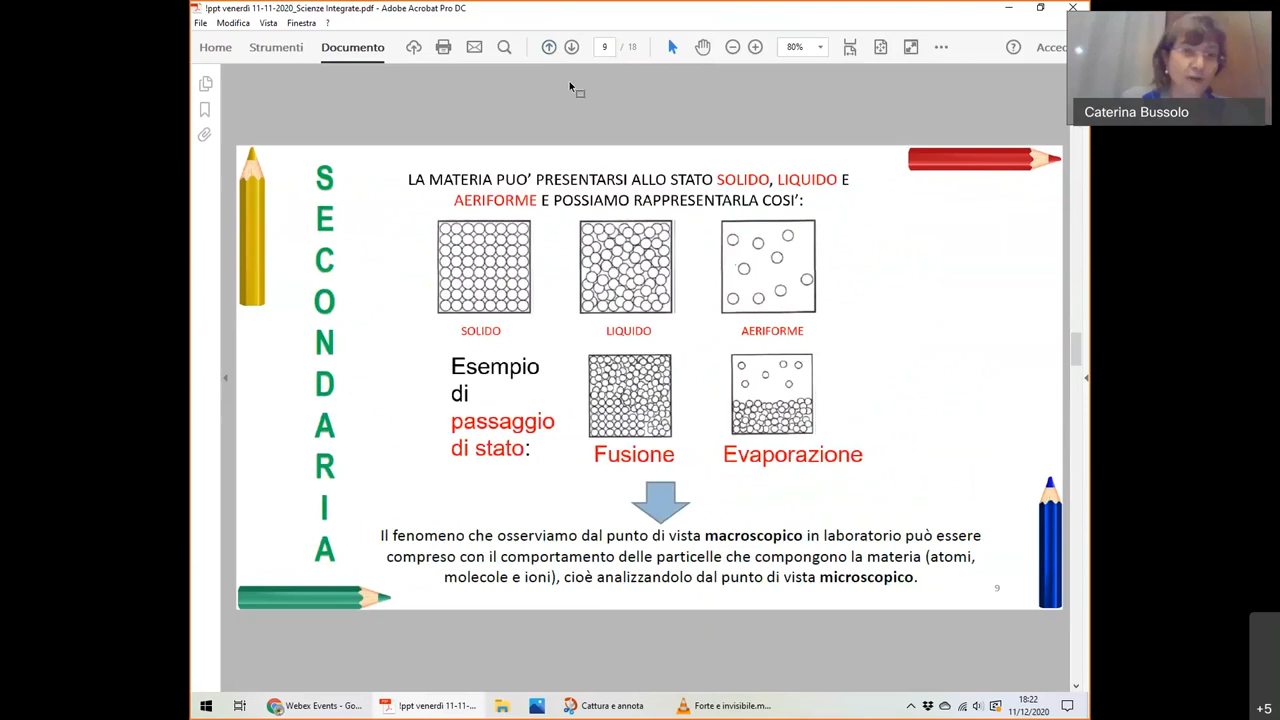 !ppt venerdì 11-11-2020_Scienze Integrate.pdf - Adobe Acrobat Pro DC
File Modifica Vista Finestra ?
Home Strumenti Documento 9 / 18 80% Acced
Caterina Bussolo
SECONDARIA
LA MATERIA PUO' PRESENTARSI ALLO STATO SOLIDO, LIQUIDO E
AERIFORME E POSSIAMO RAPPRESENTARLA COSI':
SOLIDO LIQUIDO AERIFORME
Esempio
di
passaggio
di stato:
Fusione Evaporazione
Il fenomeno che osserviamo dal punto di vista macroscopico in laboratorio può essere
compreso con il comportamento delle particelle che compongono la materia (atomi,
molecole e ioni), cioè analizzandolo dal punto di vista microscopico.
9
Webex Events - Go... !ppt venerdì 11-11-... Cattura e annota Forte e invisibile.m...
18:22
11/12/2020
+5